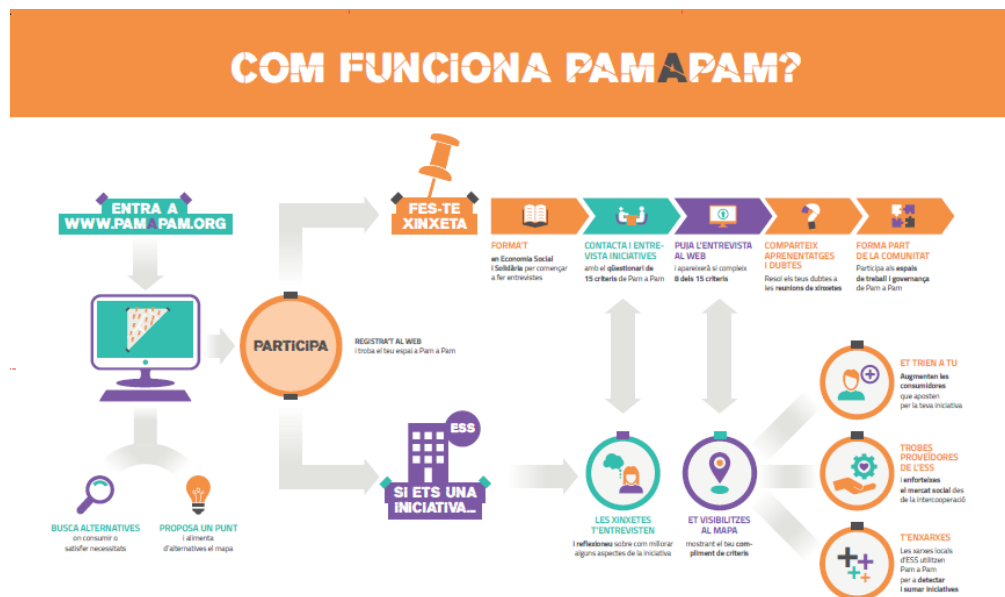 COM FUNCIONA PAMAPAM?
ENTRA A
WWW.PAMAPAM.ORG
BUSCA ALTERNATIVES
on consumir o
satisfer necessitats
PROPOSA UN PUNT
i alimenta
d'alternatives el mapa
PARTICIPA
REGISTRA'T AL WEB
i troba el teu espai a Pam a Pam
FES-TE
XINXETA
FORMA'T
en Economia Social
i Solidària per començar
a fer entrevistes
CONTACTA I ENTRE-
VISTA INICIATIVES
amb el qüestionari de
15 criteris de Pam a Pam
PUJA L'ENTREVISTA
AL WEB
i apareixerà si compleix
8 dels 15 criteris
COMPARTEIX
APRENENTATGES
I DUBTES
Resol els teus dubtes a
les reunions de xinxetes
FORMA PART
DE LA COMUNITAT
Participa als espais
de treball i governança
de Pam a Pam
ESS
SI ETS UNA
INICIATIVA...
LES XINXETES
T'ENTREVISTEN
i reflexioneu sobre com millorar
alguns aspectes de la iniciativa
ET VISIBILITZES
AL MAPA
mostrant el teu com-
pliment de criteris
ET TRIEN A TU
Augmenten les
consumidores
que aposten
per la teva iniciativa
TROBES
PROVEÏDORES
DE L'ESS
i enforteixes
el mercat social des
de la intercooperació
T'ENXARXES
Les xarxes locals
d'ESS utilitzen
Pam a Pam
per a detectar
i sumar iniciatives